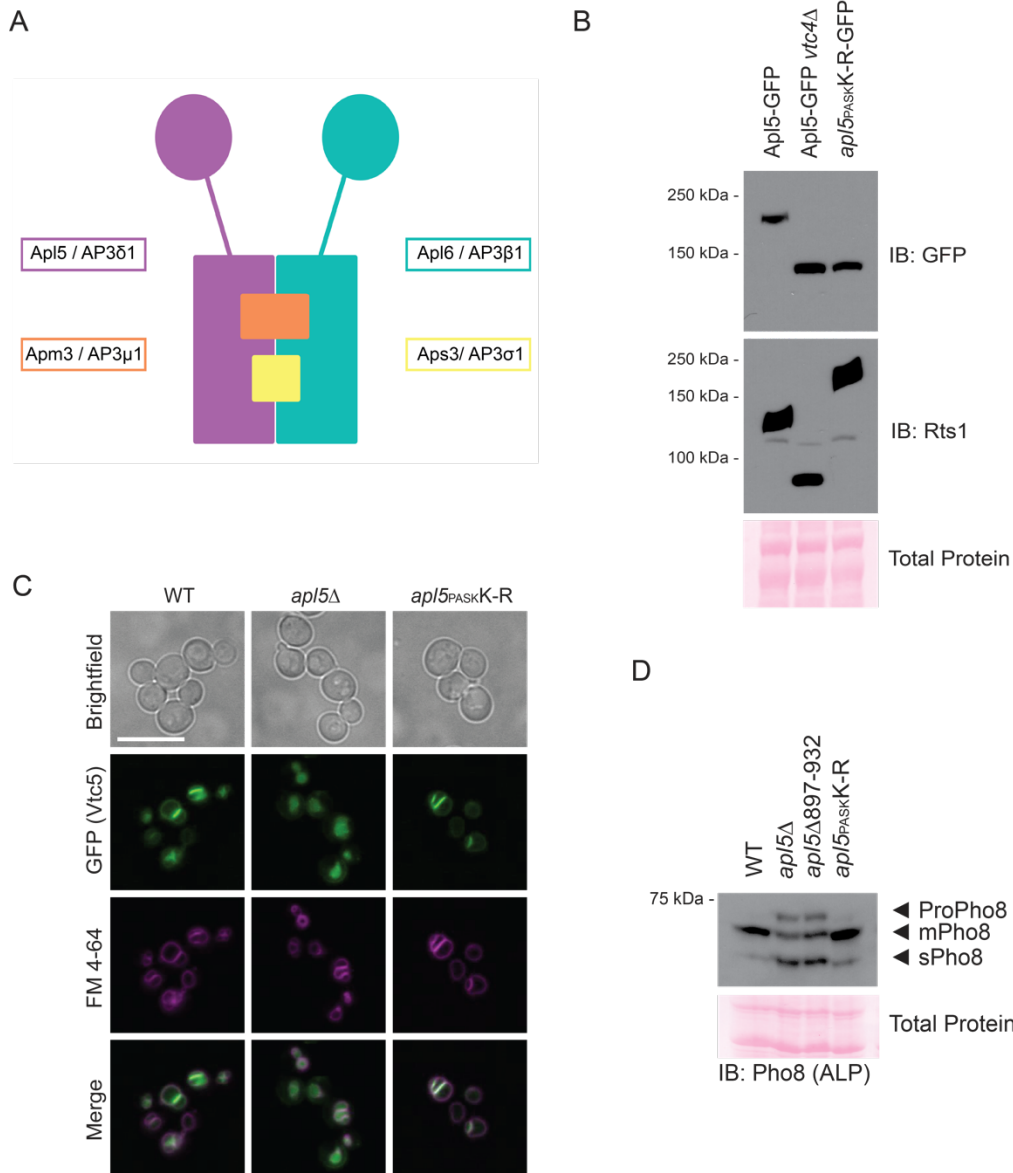 A
Apl5 / AP3δ1
Apl6 / AP3β1
Apm3 / AP3μ1
Aps3/ AP3σ1
B
Apl5-GFP
Apl5-GFP vtc4Δ
apl5PASKK-R-GFP
250 kDa -
150 kDa -
IB: GFP
250 kDa -
150 kDa -
100 kDa -
IB: Rts1
Total Protein
C
WT
apl5Δ
apl5PASKK-R
Brightfield
GFP (Vtc5)
FM 4-64
Merge
D
WT
apl5Δ
apl5Δ897-932
apl5PASKK-R
75 kDa -
ProPho8
mPho8
sPho8
Total Protein
IB: Pho8 (ALP)